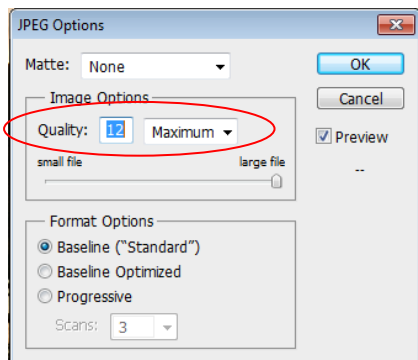 JPEG Options
Matte: None
OK
Image Options
Cancel
Quality: 12 Maximum
Preview
small file large file
--
Format Options
Baseline ("Standard")
Baseline Optimized
Progressive
Scans: 3